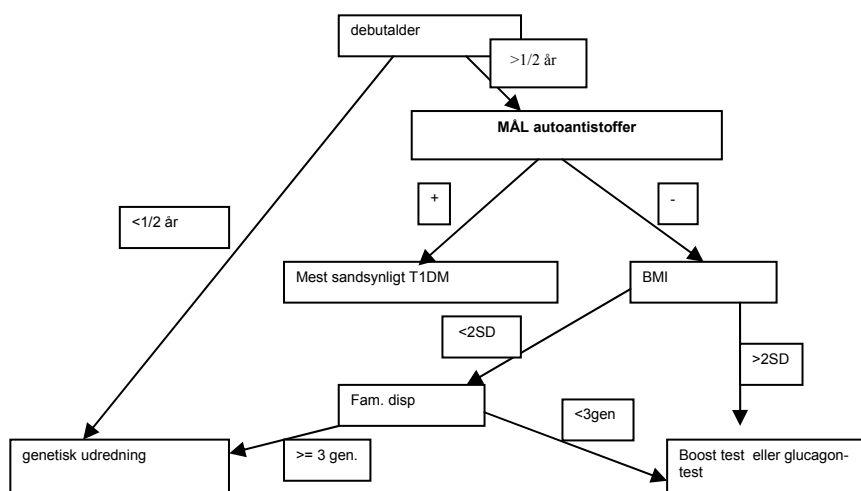 debutalder
>1/2 år
MÅL autoantistoffer
+
-
<1/2 år
Mest sandsynligt T1DM
BMI
<2SD
>2SD
Fam. disp
<3gen
genetisk udredning
>= 3 gen.
Boost test eller glucagon-
test